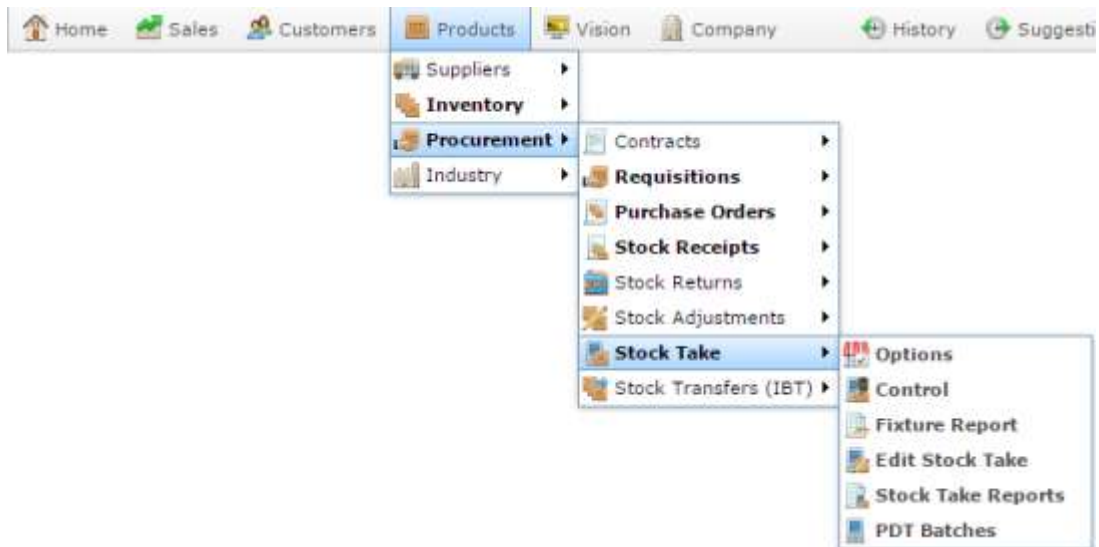 Home Sales Customers Products Vision Company History Suggesti
Suppliers
Inventory
Procurement
Industry
Contracts
Requisitions
Purchase Orders
Stock Receipts
Stock Returns
Stock Adjustments
Stock Take
Stock Transfers (IBT)
Options
Control
Fixture Report
Edit Stock Take
Stock Take Reports
PDT Batches